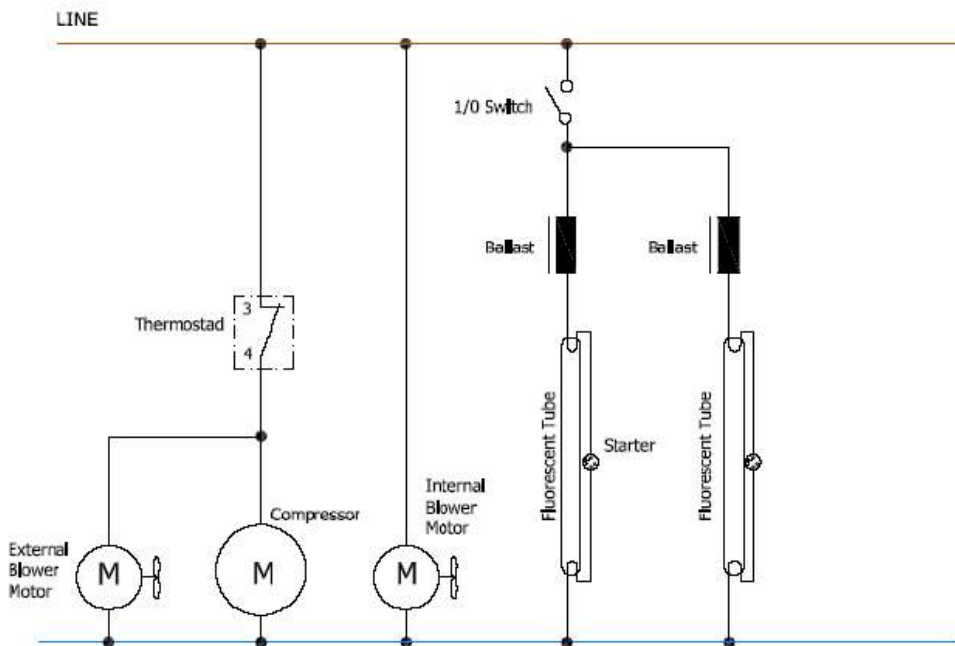 LINE
1/0 Switch
Ballast
Ballast
3
Thermostad
4
Fluorescent Tube
Fluorescent Tube
Starter
Compressor
Internal
Blower
Motor
External
Blower
Motor
M
M
M